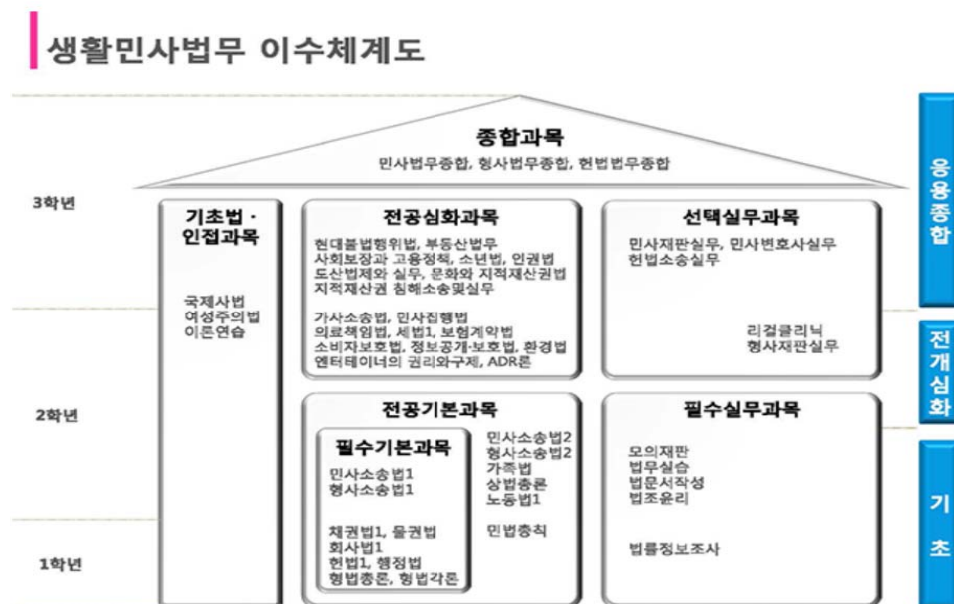 생활민사법무 이수체계도
종합과목
민사법무종합, 형사법무종합, 헌법법무종합
3학년
기초법 ·
인접과목
국제사법
여성주의법
이론연습
전공심화과목
현대불법행위법, 부동산법무
사회보장과 고용정책, 소년법, 인권법
도산법제와 실무, 문화와 지적재산권법
지적재산권 침해소송및실무
가사소송법, 민사집행법
의료책임법, 세법1, 보험계약법
소비자보호법, 정보공개·보호법, 환경법
엔터테이너의 권리와구제, ADR론
선택실무과목
민사재판실무, 민사변호사실무
헌법소송실무
리걸클리닉
형사재판실무
2학년
전공기본과목
필수기본과목
민사소송법1
형사소송법1
채권법1, 물권법
회사법1
헌법1, 행정법
형법총론, 형법각론
민사소송법2
형사소송법2
가족법
상법총론
노동법1
민법총칙
필수실무과목
모의재판
법무실습
법문서작성
법조윤리
법률정보조사
1학년
응용종합
전개심화
기초